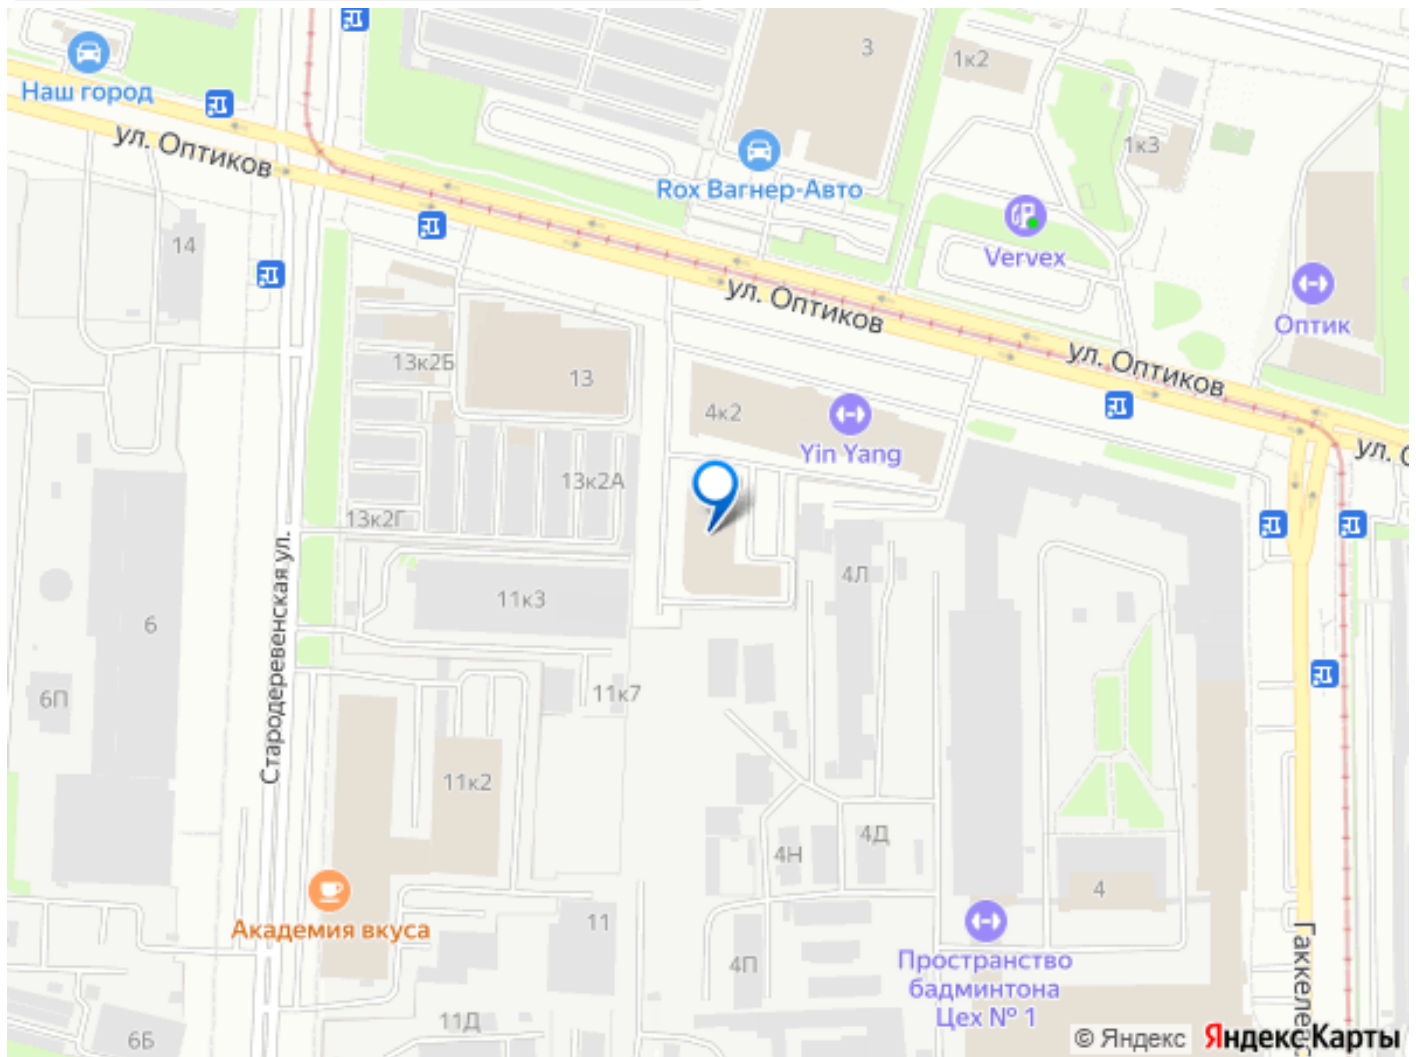 3
1к2
Наш город
ул. Оптиков
1к3
Rox Вагнер-Авто
14
Vervex
ул. Оптиков
Оптик
13к2Б
13
ул. Оптиков
4к2
Yin Yang
ул. О
13к2А
13к2Г
4Л
Стародеревенская ул.
11к3
6
6П
11к7
11к2
4Д
4Н
4
Академия вкуса
11
Гаккелевс
4П
Пространство
бадминтона
Цех № 1
11Д
6Б
© Яндекс Яндекс Карты